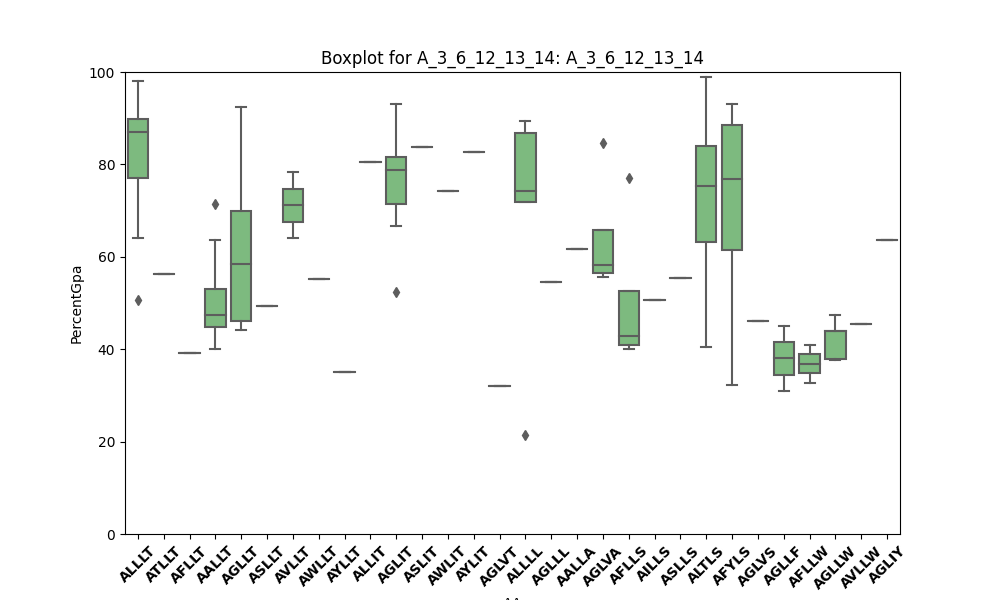 Boxplot for A_3_6_12_13_14: A_3_6_12_13_14
PercentGpa
100
80
60
40
20
0
ALLLT
ATLLT
AFLLT
AALLT
AGLLT
ASLLT
AVLLT
AWLLT
AYLLT
ALLIT
AGLIT
ASLIT
AWLIT
AYLIT
AGLVT
ALLLL
AGLLL
AALLA
AGLVA
AFLLS
AILLS
ASLLS
ALTLS
AFYLS
AGLVS
AGLLF
AFLLW
AGLLW
AVLLW
AGLIY